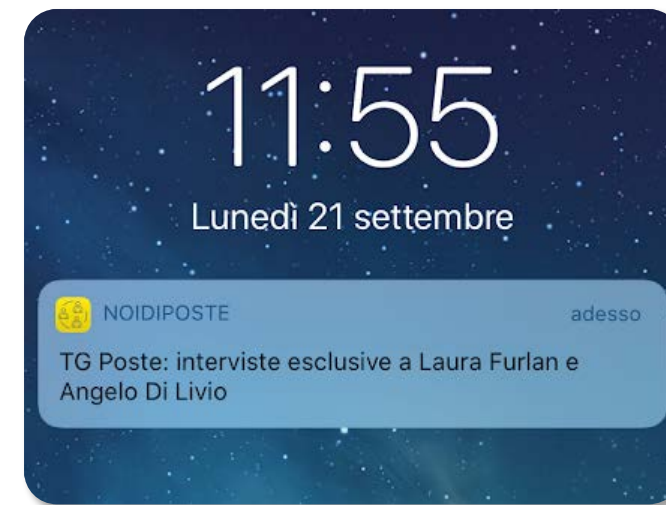 11:55
Lunedì 21 settembre
NOIDIPOSTE adesso
TG Poste: interviste esclusive a Laura Furlan e
Angelo Di Livio